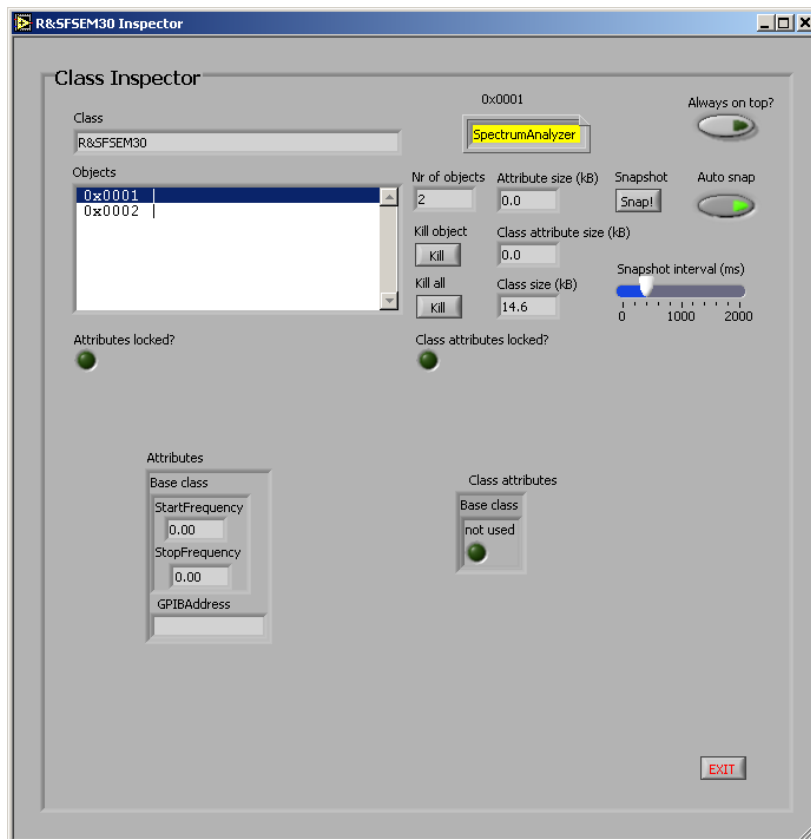 R&SFSEM30 Inspector
Class Inspector
0x0001
Always on top?
Class
SpectrumAnalyzer
R&SFSEM30
Objects
Nr of objects
Attribute size (kB)
Snapshot
Auto snap
0x0001 |
0x0002 |
2
0.0
Snap!
Kill object
Class attribute size (kB)
Kill
0.0
Snapshot interval (ms)
Kill all
Class size (kB)
Kill
14.6
0 1000 2000
Attributes locked?
Class attributes locked?
Attributes
Base class
StartFrequency
0.00
StopFrequency
0.00
GPIBAddress
Class attributes
Base class
not used
EXIT